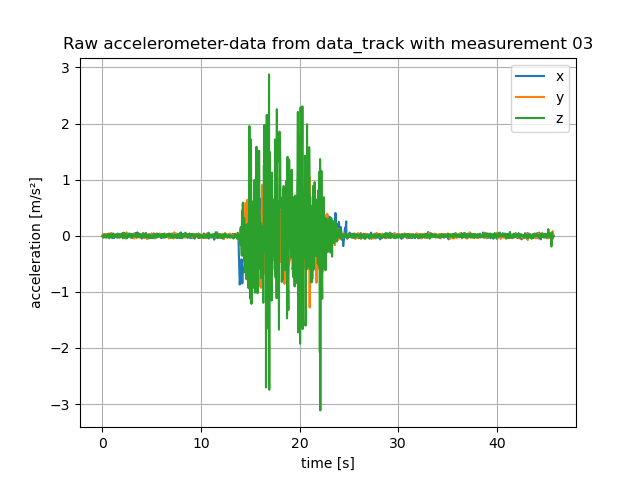 Raw accelerometer-data from data_track with measurement 03
x
y
z
3
2
1
0
−1
−2
−3
acceleration [m/s²]
0 10 20 30 40
time [s]